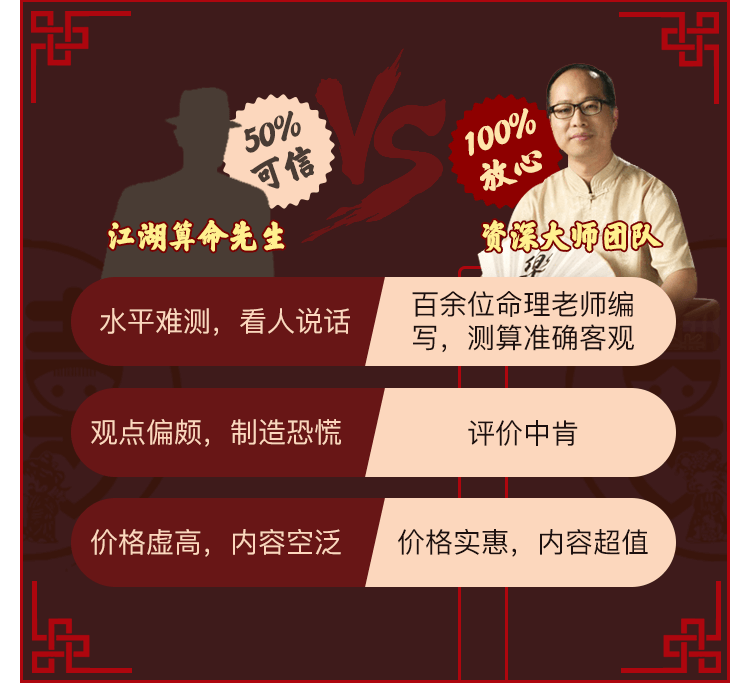 VS
50%
可信
100%
放心
江湖算命先生
资深大师团队
水平难测，看人说话
百余位命理老师编
写，测算准确客观
观点偏颇，制造恐慌
评价中肯
价格虚高，内容空泛
价格实惠，内容超值